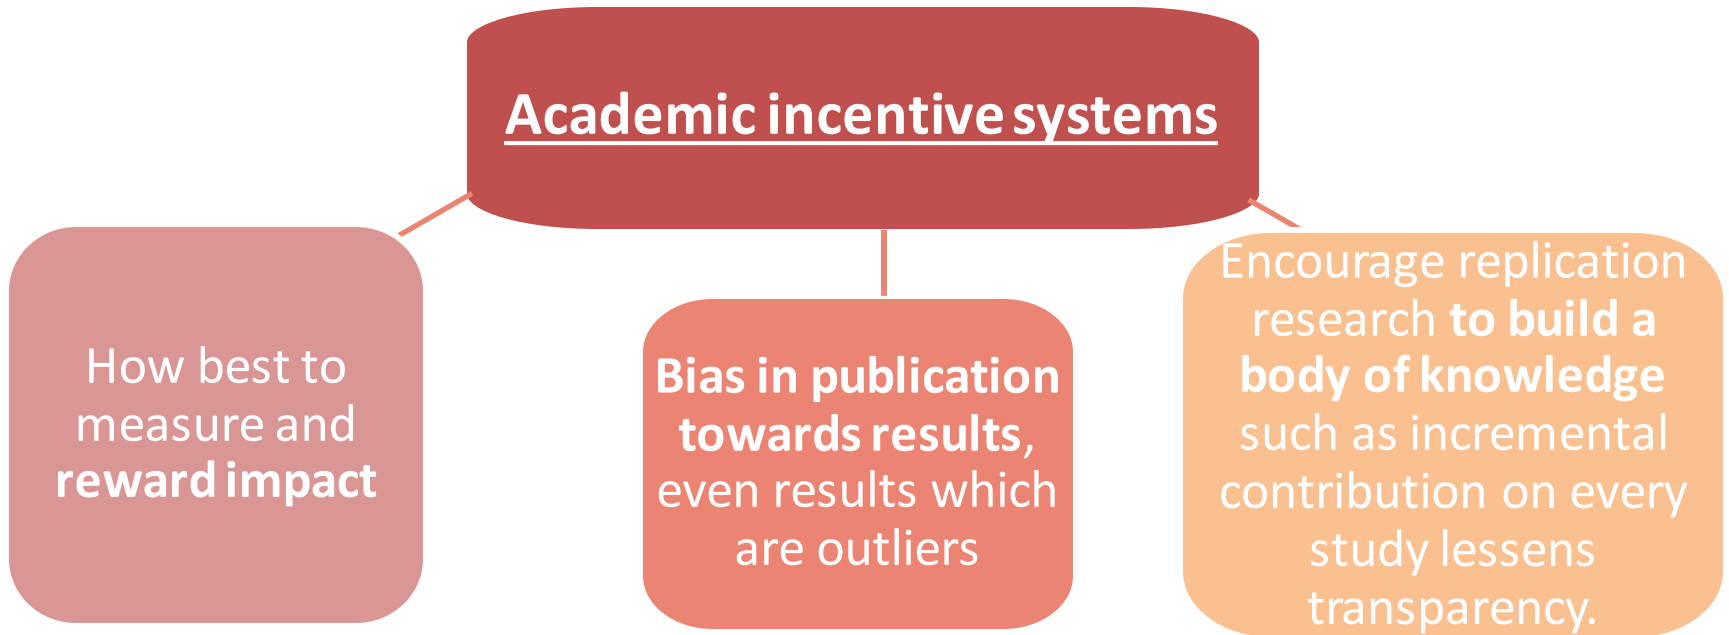 Academic incentive systems
How best to
measure and
reward impact
Bias in publication
towards results,
even results which
are outliers
Encourage replication
research to build a
body of knowledge
such as incremental
contribution on every
study lessens
transparency.